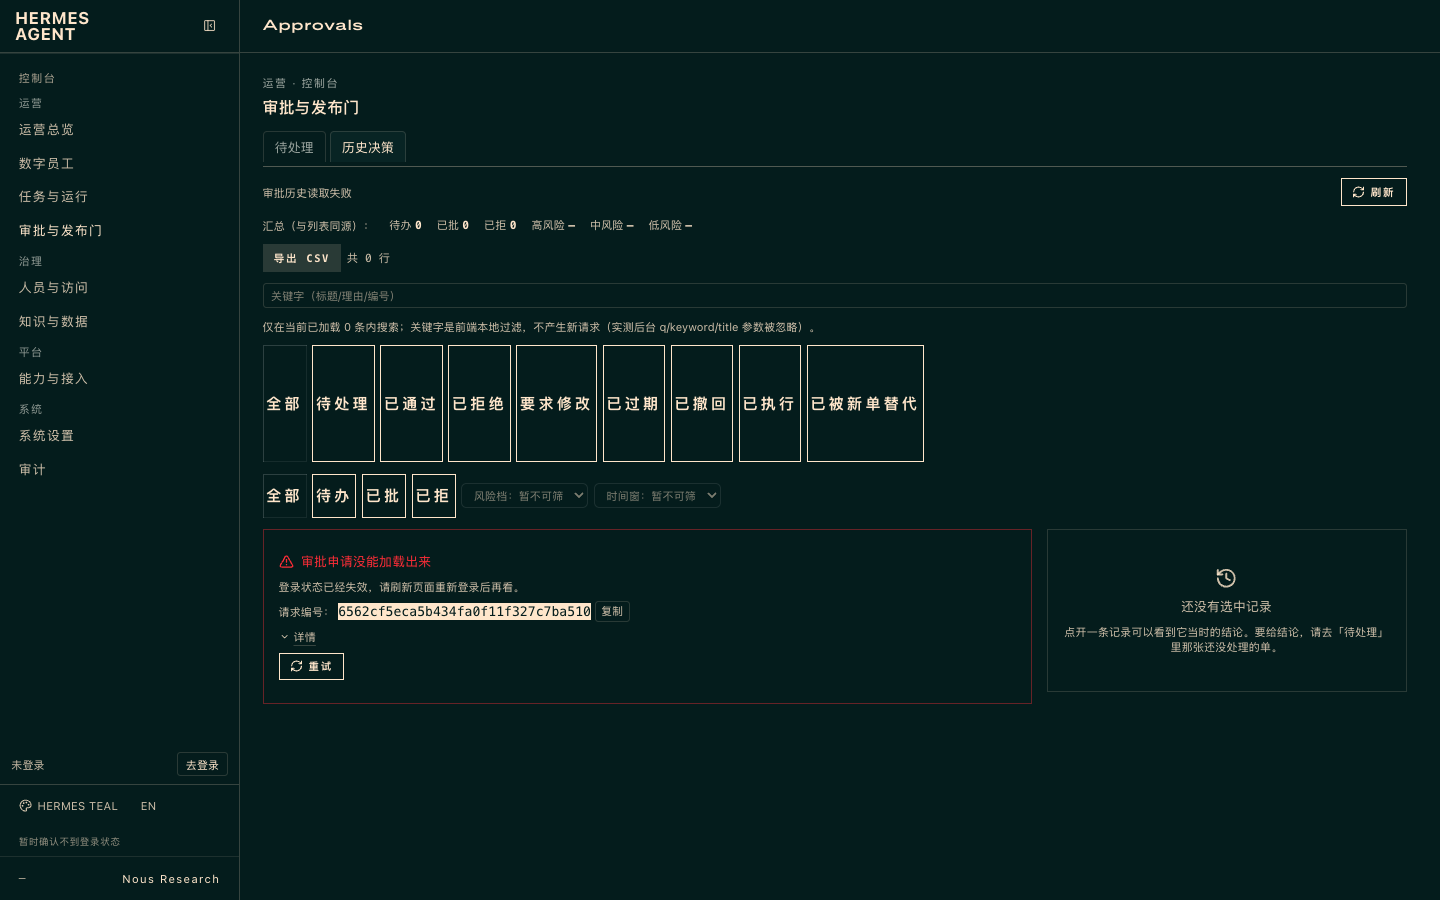 HERMES
AGENT
Approvals
控制台
运营
运营总览
数字员工
任务与运行
审批与发布门
治理
人员与访问
知识与数据
平台
能力与接入
系统
系统设置
审计
未登录
去登录
HERMES TEAL EN
暂时确认不到登录状态
– Nous Research
运营 · 控制台
审批与发布门
待处理 历史决策
审批历史读取失败
刷新
汇总（与列表同源）： 待办 0 已批 0 已拒 0 高风险 — 中风险 — 低风险 —
导出 CSV 共 0 行
关键字（标题/理由/编号）
仅在当前已加载 0 条内搜索；关键字是前端本地过滤，不产生新请求（实测后台 q/keyword/title 参数被忽略）。
全部 待处理 已通过 已拒绝 要求修改 已过期 已撤回 已执行 已被新单替代
全部 待办 已批 已拒 风险档：暂不可筛 时间窗：暂不可筛
审批申请没能加载出来
登录状态已经失效，请刷新页面重新登录后再看。
请求编号： 6562cf5eca5b434fa0f11f327c7ba510 复制
详情
重试
还没有选中记录
点开一条记录可以看到它当时的结论。要给结论，请去「待处理」
里那张还没处理的单。